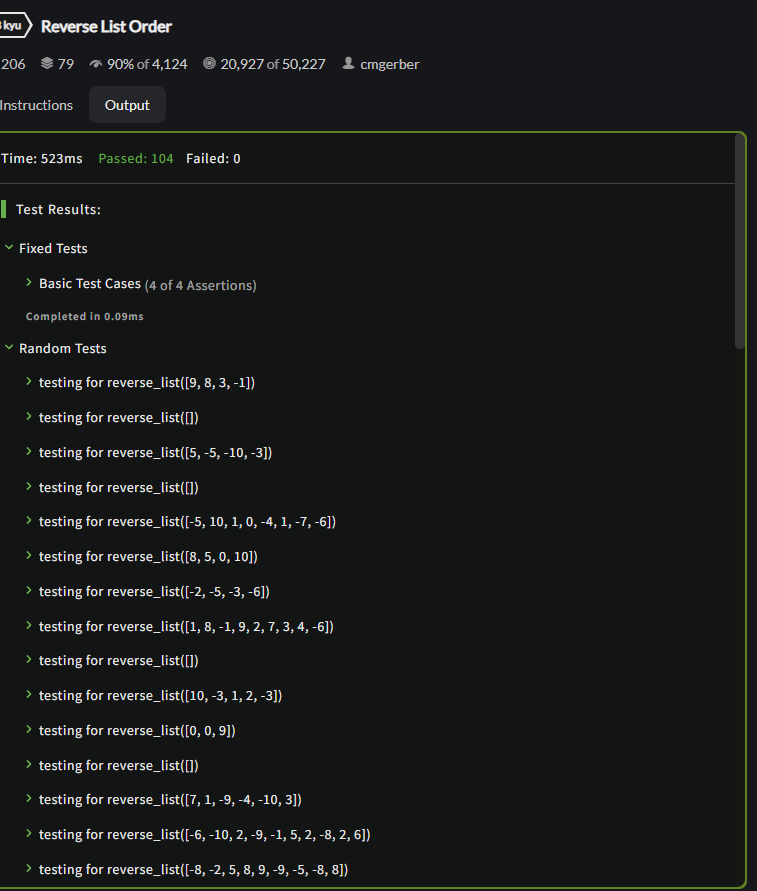 kyu Reverse List Order
206 79 90% of 4,124 20,927 of 50,227 cmgerber
Instructions Output
Time: 523ms Passed: 104 Failed: 0
Test Results:
Fixed Tests
Basic Test Cases (4 of 4 Assertions)
Completed in 0.09ms
Random Tests
testing for reverse_list([9, 8, 3, -1])
testing for reverse_list([])
testing for reverse_list([5, -5, -10, -3])
testing for reverse_list([])
testing for reverse_list([-5, 10, 1, 0, -4, 1, -7, -6])
testing for reverse_list([8, 5, 0, 10])
testing for reverse_list([-2, -5, -3, -6])
testing for reverse_list([1, 8, -1, 9, 2, 7, 3, 4, -6])
testing for reverse_list([])
testing for reverse_list([10, -3, 1, 2, -3])
testing for reverse_list([0, 0, 9])
testing for reverse_list([])
testing for reverse_list([7, 1, -9, -4, -10, 3])
testing for reverse_list([-6, -10, 2, -9, -1, 5, 2, -8, 2, 6])
testing for reverse_list([-8, -2, 5, 8, 9, -9, -5, -8, 8])